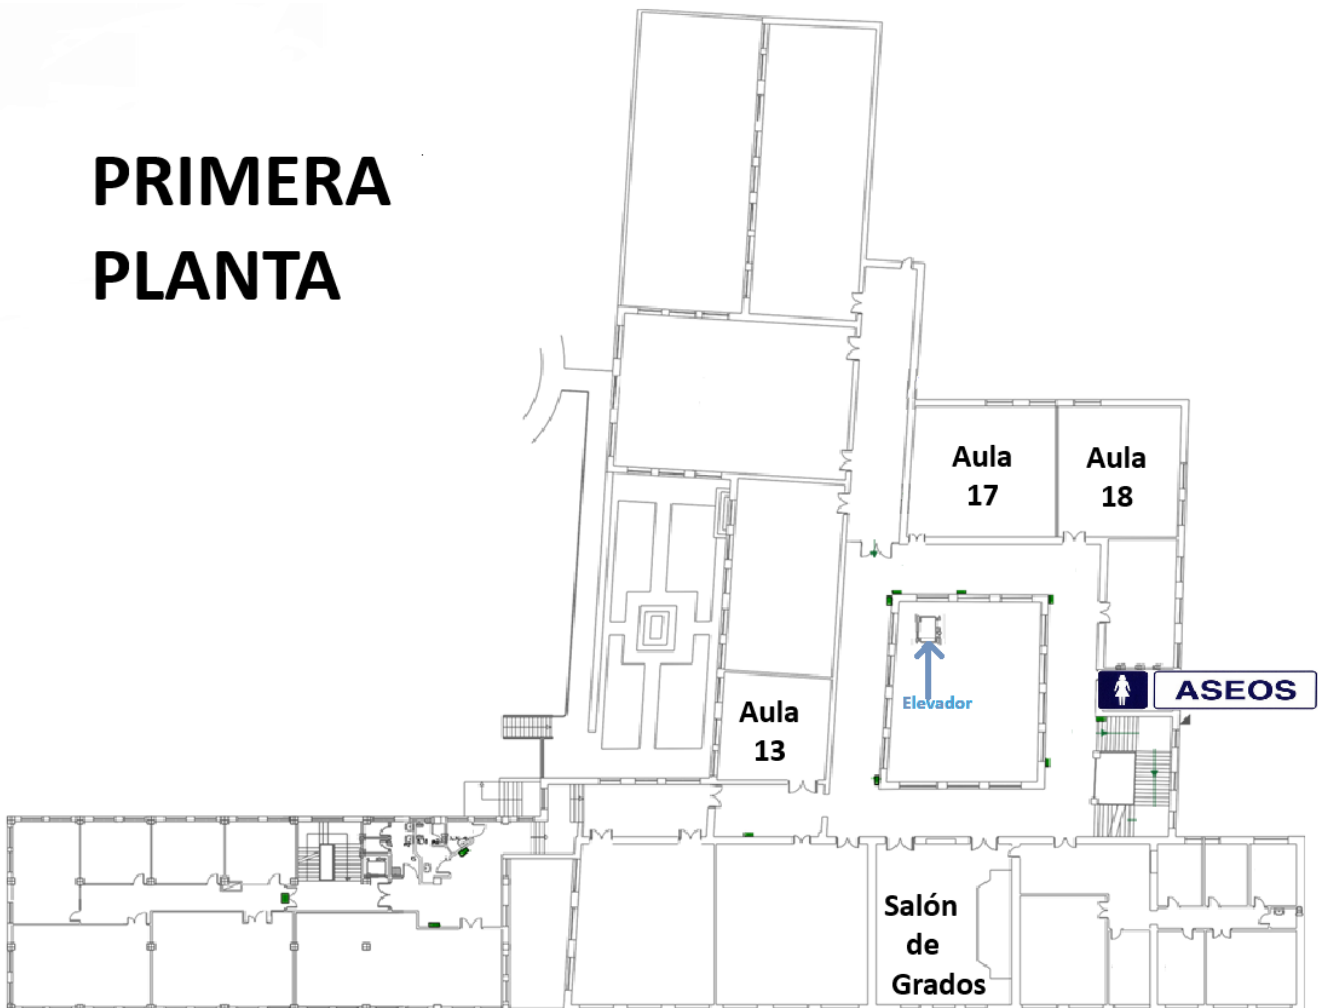 PRIMERA
PLANTA
Aula
17
Aula
18
Elevador
ASEOS
Aula
13
Salón
de
Grados